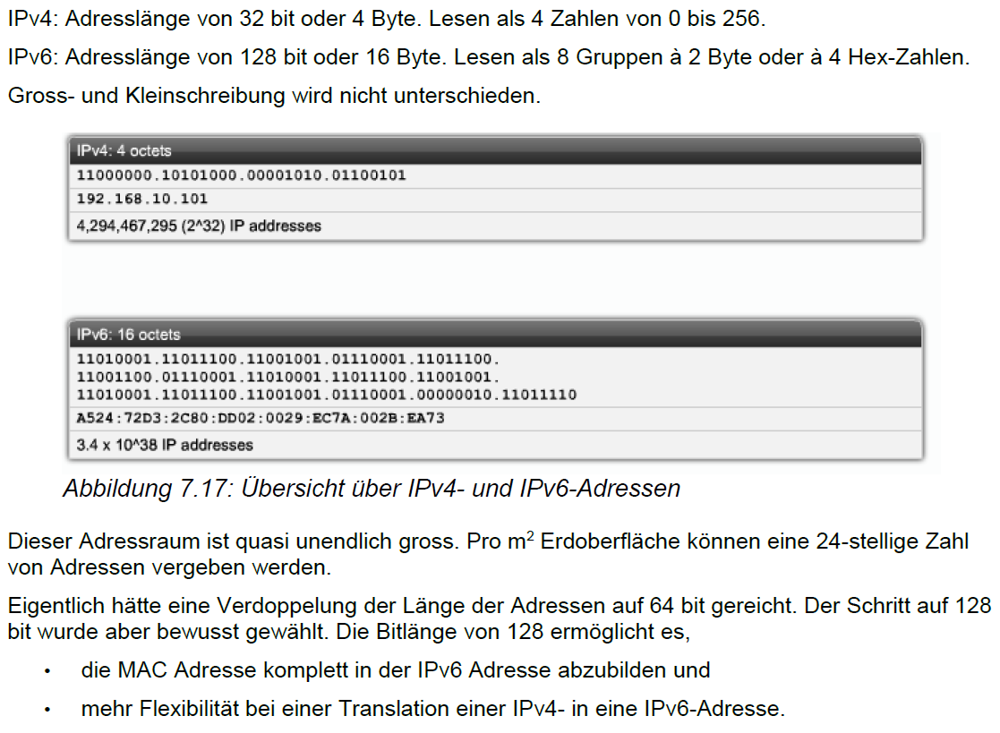 IPv4: Adresslänge von 32 bit oder 4 Byte. Lesen als 4 Zahlen von 0 bis 256.
IPv6: Adresslänge von 128 bit oder 16 Byte. Lesen als 8 Gruppen à 2 Byte oder à 4 Hex-Zahlen.
Gross- und Kleinschreibung wird nicht unterschieden.
IPv4: 4 octets
11000000.10101000.00001010.01100101
192.168.10.101
4,294,467,295 (2^32) IP addresses
IPv6: 16 octets
11010001.11011100.11001001.01110001.11011100.
11001100.01110001.11010001.11011100.11001001.
11010001.11011100.11001001.01110001.00000010.11011110
A524:72D3:2C80:DD02:0029:EC7A:002B:EA73
3.4 x 10^38 IP addresses
Abbildung 7.17: Übersicht über IPv4- und IPv6-Adressen
Dieser Adressraum ist quasi unendlich gross. Pro m² Erdoberfläche können eine 24-stellige Zahl
von Adressen vergeben werden.
Eigentlich hätte eine Verdoppelung der Länge der Adressen auf 64 bit gereicht. Der Schritt auf 128
bit wurde aber bewusst gewählt. Die Bitlänge von 128 ermöglicht es,
• die MAC Adresse komplett in der IPv6 Adresse abzubilden und
• mehr Flexibilität bei einer Translation einer IPv4- in eine IPv6-Adresse.